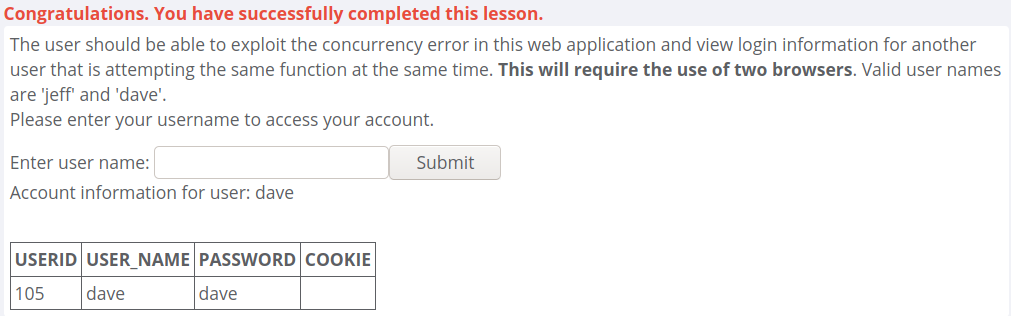 Congratulations. You have successfully completed this lesson.
The user should be able to exploit the concurrency error in this web application and view login information for another
user that is attempting the same function at the same time. This will require the use of two browsers. Valid user names
are 'jeff' and 'dave'.
Please enter your username to access your account.
Enter user name: Submit
Account information for user: dave
USERID USER_NAME PASSWORD COOKIE
105 dave dave